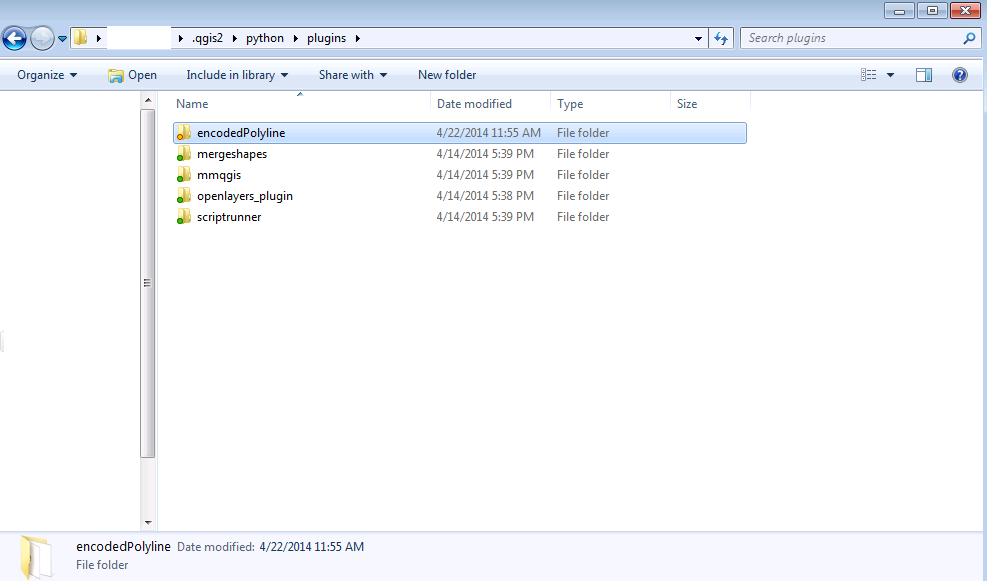 .qgis2 python plugins Search plugins
Organize Open Include in library Share with New folder
Name Date modified Type Size
encodedPolyline 4/22/2014 11:55 AM File folder
mergeshapes 4/14/2014 5:39 PM File folder
mmqgis 4/14/2014 5:39 PM File folder
openlayers_plugin 4/14/2014 5:38 PM File folder
scriptrunner 4/14/2014 5:39 PM File folder
encodedPolyline Date modified: 4/22/2014 11:55 AM
File folder